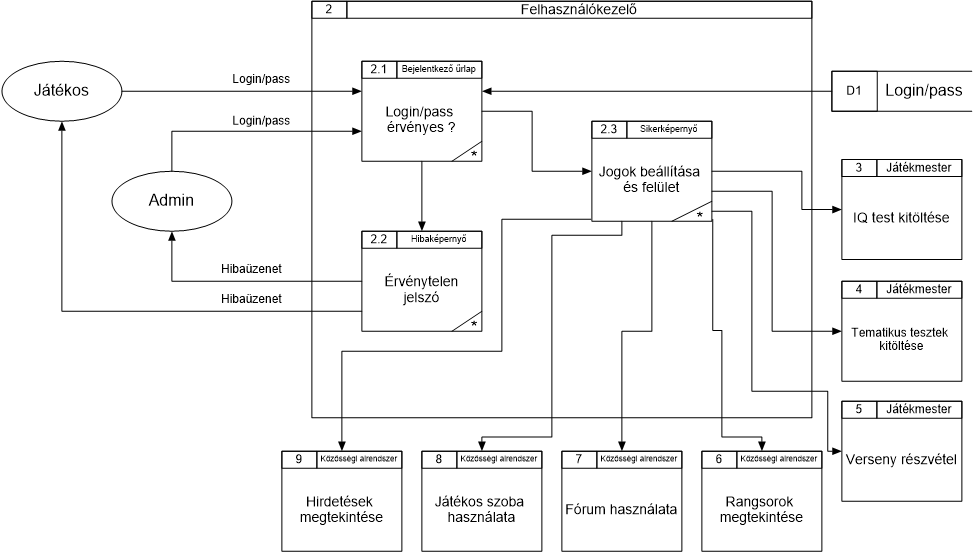 2 Felhasználókezelő
2.1 Bejelentkező űrlap
Login/pass
érvényes ?
*
Játékos
Login/pass
Login/pass
D1 Login/pass
2.3 Sikerképernyő
Jogok beállítása
és felület
*
Admin
3 Játékmester
IQ test kitöltése
2.2 Hibaképernyő
Érvénytelen
jelszó
*
Hibaüzenet
Hibaüzenet
4 Játékmester
Tematikus tesztek
kitöltése
5 Játékmester
Verseny részvétel
9 Közösségi alrendszer
Hirdetések
megtekintése
8 Közösségi alrendszer
Játékos szoba
használata
7 Közösségi alrendszer
Fórum használata
6 Közösségi alrendszer
Rangsorok
megtekintése